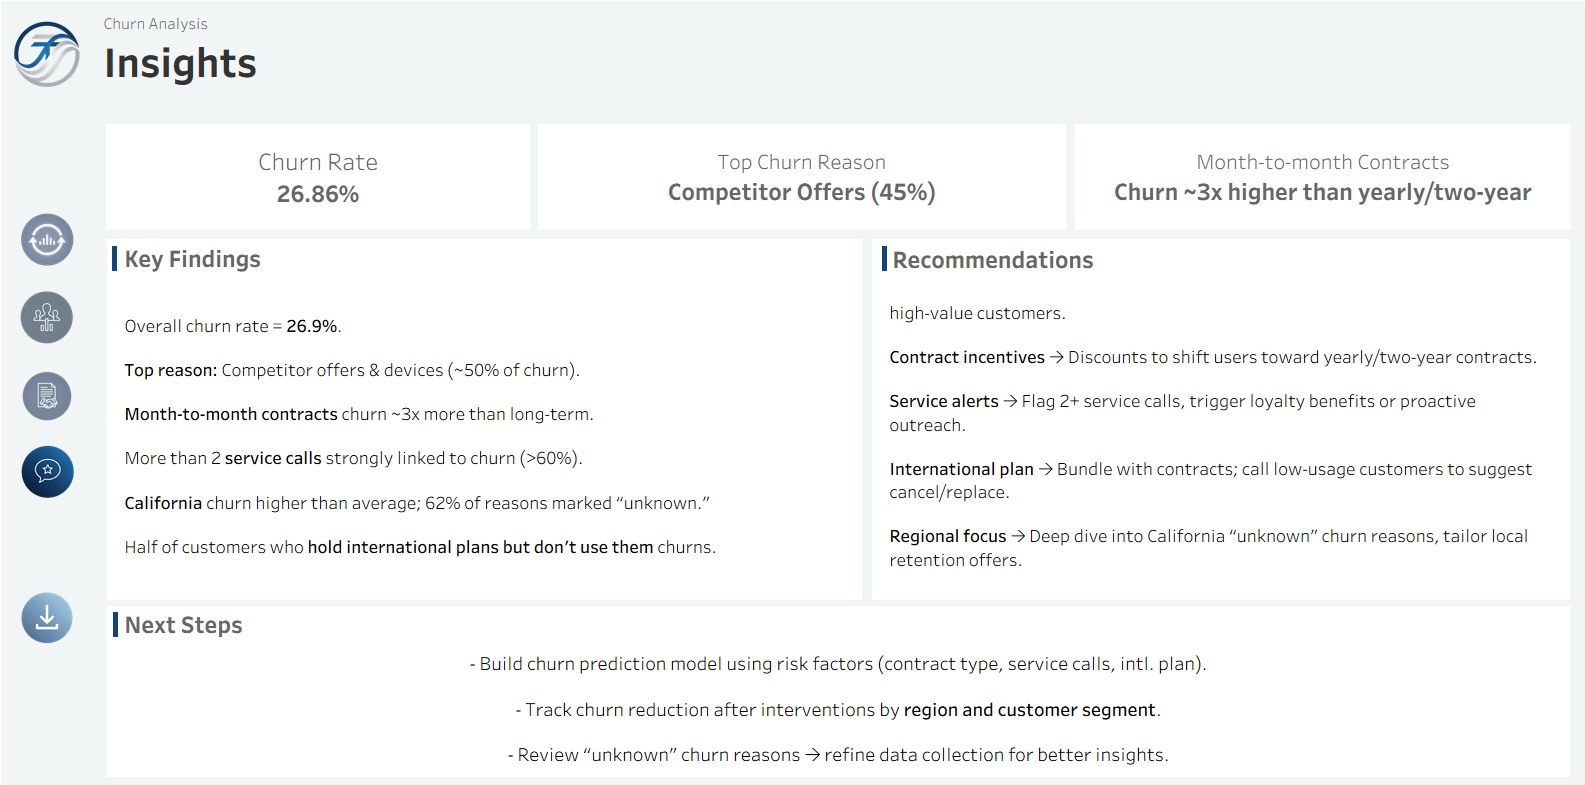 Churn Analysis
Insights
Churn Rate
26.86%
Top Churn Reason
Competitor Offers (45%)
Month-to-month Contracts
Churn ~3x higher than yearly/two-year
Key Findings
Overall churn rate = 26.9%.
Top reason: Competitor offers & devices (~50% of churn).
Month-to-month contracts churn ~3x more than long-term.
More than 2 service calls strongly linked to churn (>60%).
California churn higher than average; 62% of reasons marked “unknown.”
Half of customers who hold international plans but don’t use them churns.
Recommendations
high-value customers.
Contract incentives → Discounts to shift users toward yearly/two-year contracts.
Service alerts → Flag 2+ service calls, trigger loyalty benefits or proactive
outreach.
International plan → Bundle with contracts; call low-usage customers to suggest
cancel/replace.
Regional focus → Deep dive into California “unknown” churn reasons, tailor local
retention offers.
Next Steps
- Build churn prediction model using risk factors (contract type, service calls, intl. plan).
- Track churn reduction after interventions by region and customer segment.
- Review “unknown” churn reasons → refine data collection for better insights.